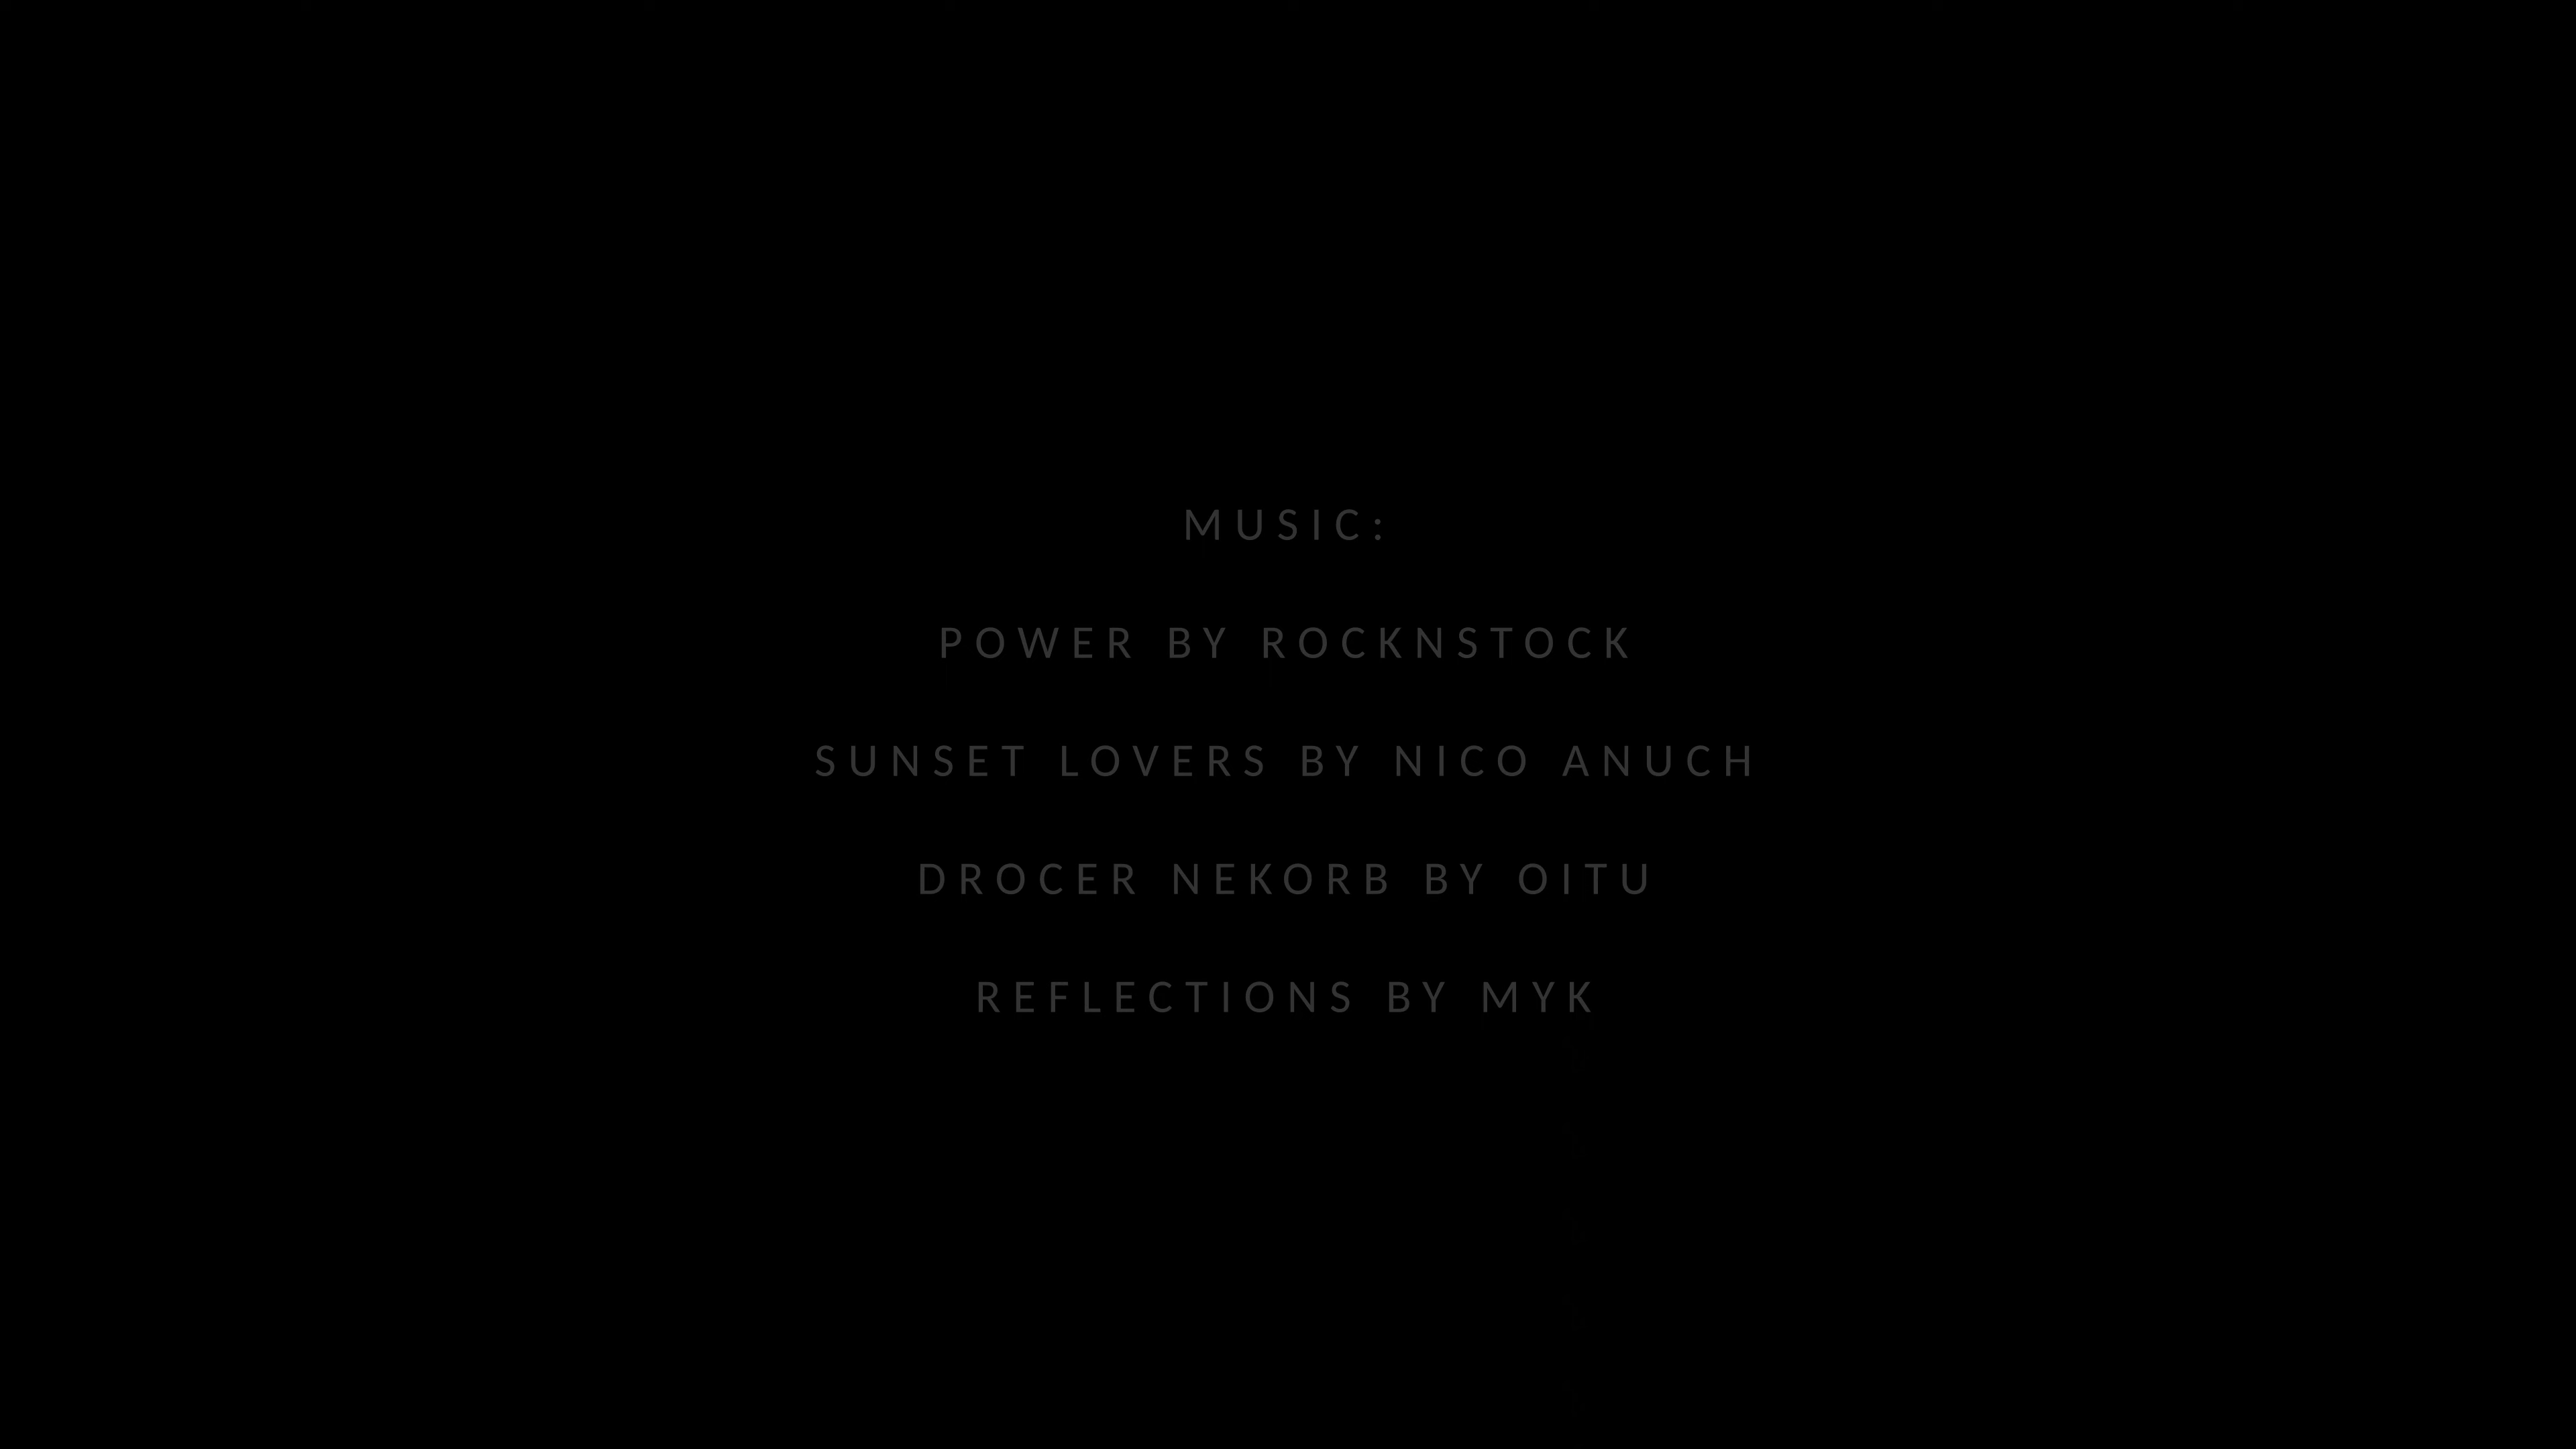 MUSIC:
POWER BY ROCKNSTOCK
SUNSET LOVERS BY NICO ANUCH
DROCER NEKORB BY OITU
REFLECTIONS BY MYK